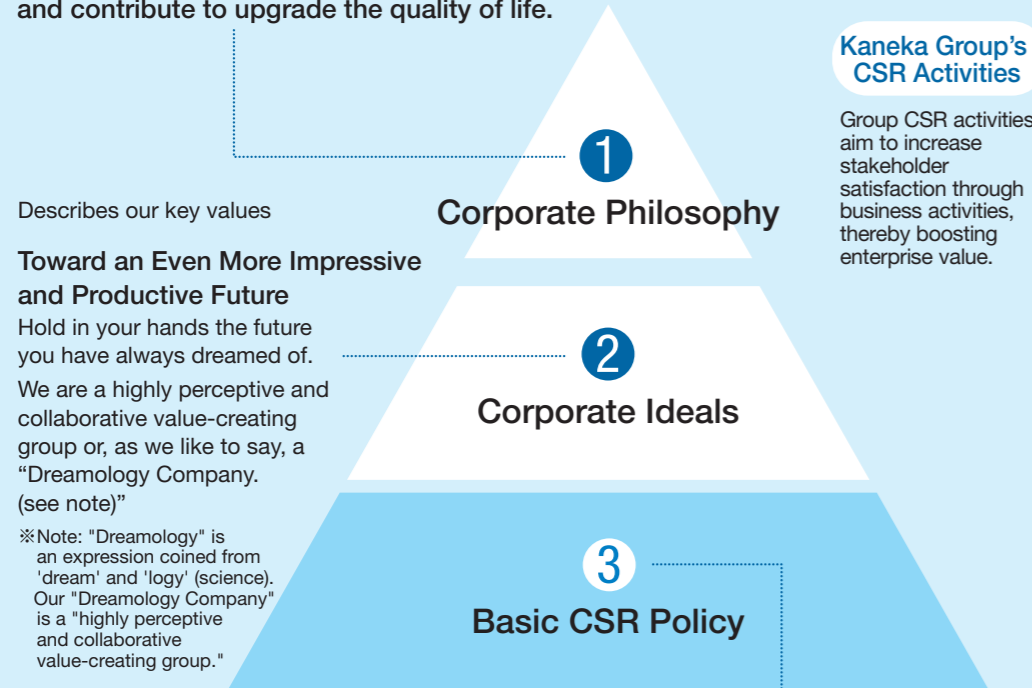 and contribute to upgrade the quality of life.
Kaneka Group's
CSR Activities
Group CSR activities
aim to increase
stakeholder
satisfaction through
business activities,
thereby boosting
enterprise value.
1
Corporate Philosophy
Describes our key values
Toward an Even More Impressive
and Productive Future
Hold in your hands the future
you have always dreamed of.
We are a highly perceptive and
collaborative value-creating
group or, as we like to say, a
“Dreamology Company.
(see note)”
※Note: "Dreamology" is
an expression coined from
'dream' and 'logy' (science).
Our "Dreamology Company"
is a "highly perceptive
and collaborative
value-creating group."
2
Corporate Ideals
3
Basic CSR Policy